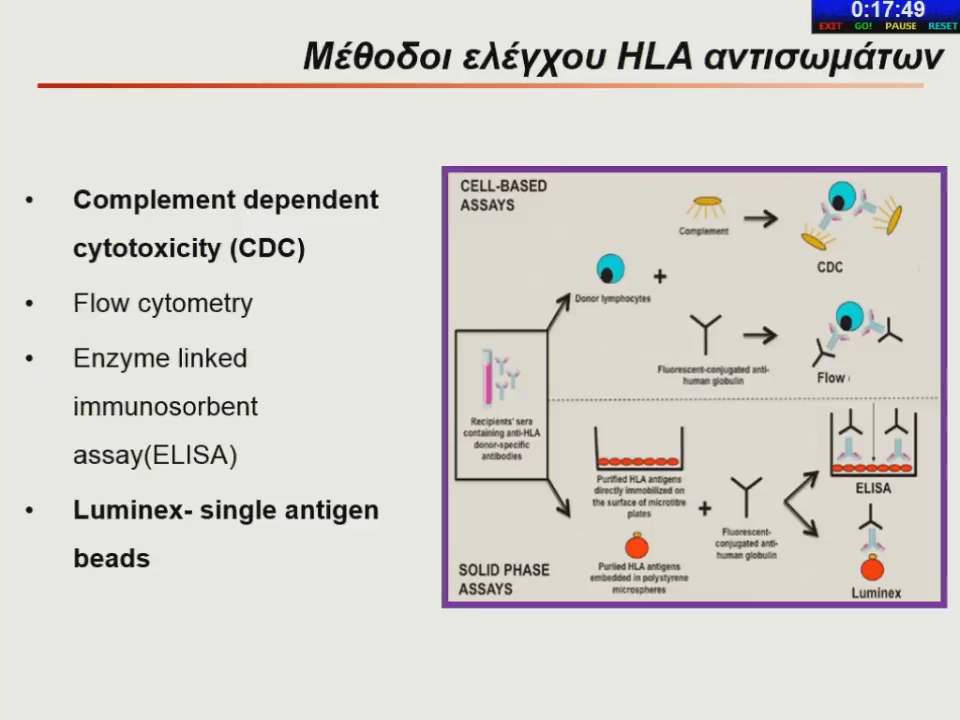 0:17:49
EXIT GO! PAUSE RESET
Μέθοδοι ελέγχου HLA αντισωμάτων
• Complement dependent
cytotoxicity (CDC)
• Flow cytometry
• Enzyme linked
immunosorbent
assay(ELISA)
• Luminex- single antigen
beads
CELL-BASED
ASSAYS
Complement
CDC
Donor lymphocytes
+
Fluorescent-conjugated anti-
human globulin
Flow
Recipients' sera
containing anti-HLA
donor-specific
antibodies
Purified HLA antigens
directly immobilized on
the surface of microtitre
plates
+
Fluorescent-
conjugated anti-
human globulin
ELISA
Puriied HLA antigens
embedded in polystyrene
microspheres
SOLID PHASE
ASSAYS
Luminex